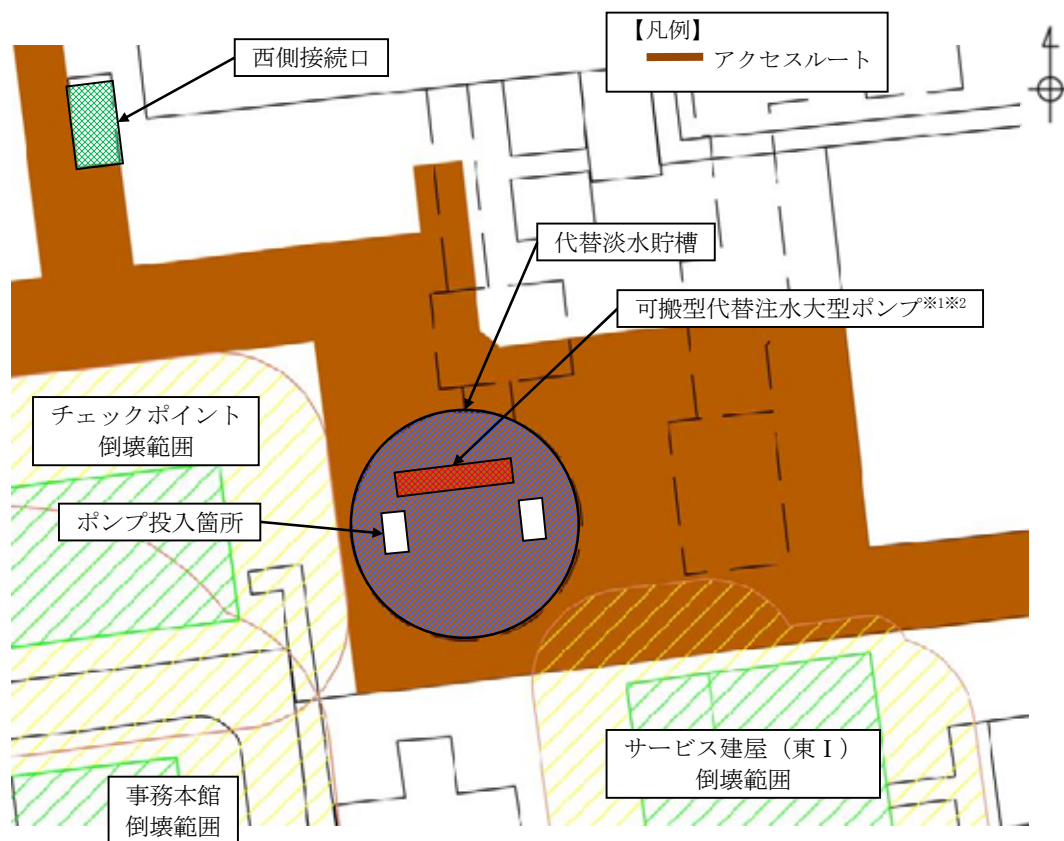 【凡例】
アクセスルート
西側接続口
代替淡水貯槽
可搬型代替注水大型ポンプ※1※2
チェックポイント
倒壊範囲
ポンプ投入箇所
サービス建屋（東Ⅰ）
倒壊範囲
事務本館
倒壊範囲